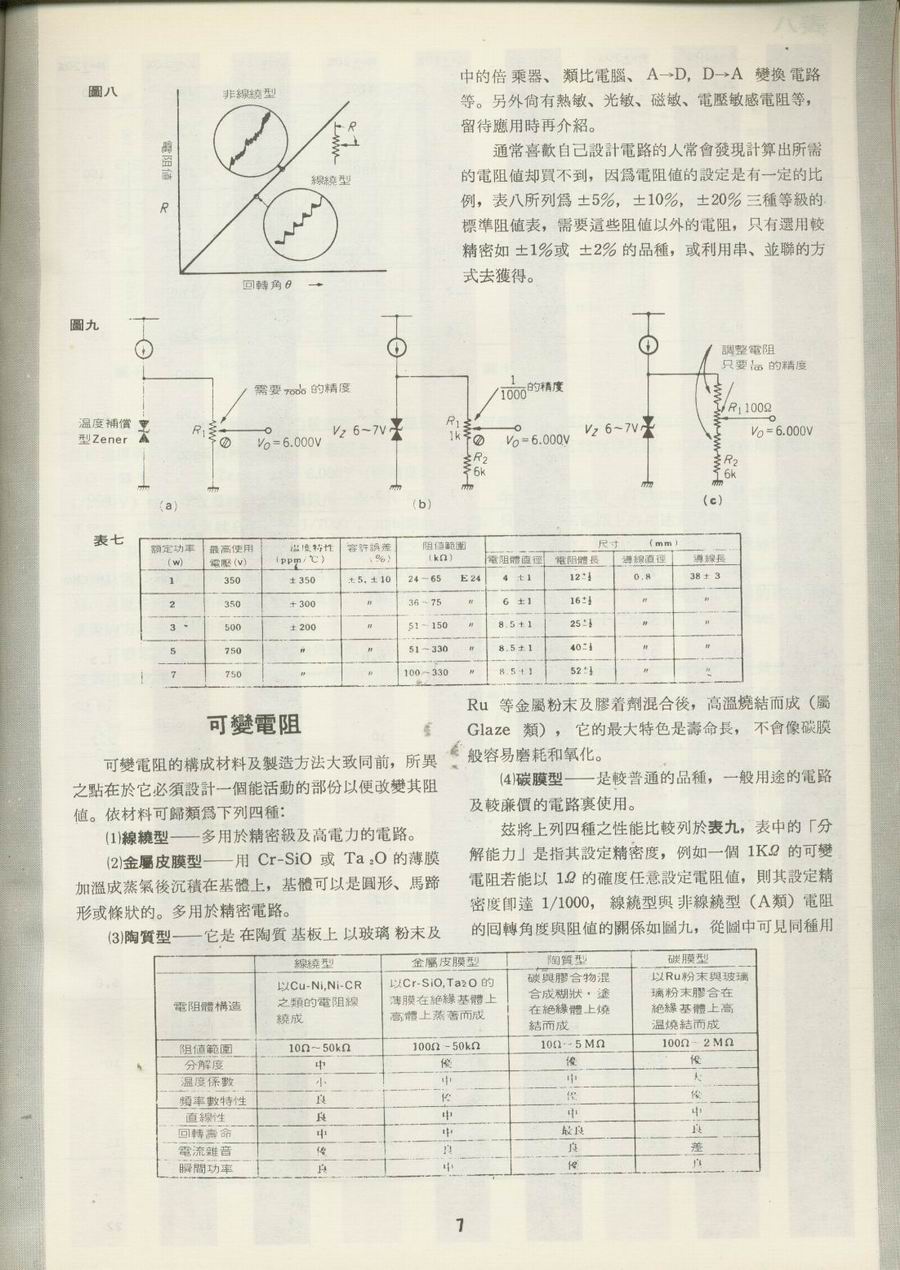 圖八
非線繞型
R
線繞型
電阻值
R
回轉角θ →
中的倍乘器、類比電腦、A→D, D→A 變換電路
等。另外尙有熱敏、光敏、磁敏、電壓敏感電阻等,
留待應用時再介紹。
通常喜歡自己設計電路的人常會發現計算出所需
的電阻值却買不到,因爲電阻值的設定是有一定的比
例,表八所列爲 ±5%, ±10%, ±20% 三種等級的
標準阻值表,需要這些阻值以外的電阻,只有選用較
精密如 ±1%或 ±2% 的品種,或利用串、並聯的方
式去獲得。
圖九
需要 的精度
溫度補償
型Zener
R1
V0=6.000V
(a)
1/1000 的精度
VZ 6~7V
R1
1k
V0=6.000V
R2
6k
(b)
調整電阻
只要 1/100 的精度
VZ 6~7V
R1 100Ω
V0=6.000V
R2
6k
(c)
表七
額定功率 最高使用 溫度特性 容許誤差 阻值範圍 尺寸 (mm)
(w) 電壓(v) (ppm/℃) (%) (kΩ) 電阻體直徑 電阻體長 導線直徑 導線長
1 350 ±350 ±5, ±10 24~65 E24 4 ±1 12 0.8 38±3
2 350 ±300 〃 36~75 〃 6 ±1 16 〃 〃
3 500 ±200 〃 51~150 〃 8.5±1 25 〃 〃
5 750 〃 〃 51~330 〃 8.5±1 40 〃 〃
7 750 〃 〃 100~330 〃 8.5±1 52 〃 〃
可變電阻
可變電阻的構成材料及製造方法大致同前,所異
之點在於它必須設計一個能活動的部份以便改變其阻
値。依材料可歸類爲下列四種:
(1)線繞型——多用於精密級及高電力的電路。
(2)金屬皮膜型——用 Cr-SiO 或 Ta2O 的薄膜
加溫成蒸氣後沉積在基體上,基體可以是圓形、馬蹄
形或條狀的。多用於精密電路。
(3)陶質型——它是在陶質基板上以玻璃粉末及
Ru 等金屬粉末及膠着劑混合後,高溫燒結而成(屬
Glaze 類),它的最大特色是壽命長,不會像碳膜
般容易磨耗和氧化。
(4)碳膜型——是較普通的品種,一般用途的電路
及較廉價的電路裏使用。
玆將上列四種之性能比較列於表九,表中的「分
解能力」是指其設定精密度,例如一個 1KΩ 的可變
電阻若能以 1Ω 的確度任意設定電阻值,則其設定精
密度卽達 1/1000,線繞型與非線繞型(A類)電阻
的回轉角度與阻值的關係如圖九,從圖中可見同種用
線繞型 金屬皮膜型 陶質型 碳膜型
電阻體構造
以Cu-Ni,Ni-CR
之類的電阻線
繞成
以Cr-SiO,Ta2O 的
薄膜在絕緣基體上
高體上蒸著而成
碳與膠合物混
合成糊狀,塗
在絕緣體上燒
結而成
以Ru粉末與玻璃
璃粉末膠合在
絕緣基體上高
溫燒結而成
阻值範圍 10Ω~50kΩ 100Ω~50kΩ 10Ω~5MΩ 100Ω~2MΩ
分解度 中 優 優 優
溫度係數 小 中 中 大
頻率數特性 良 優 優 優
直線性 良 中 中 中
回轉壽命 中 中 最良 良
電流雜音 優 良 良 差
瞬間功率 良 中 優 良
7